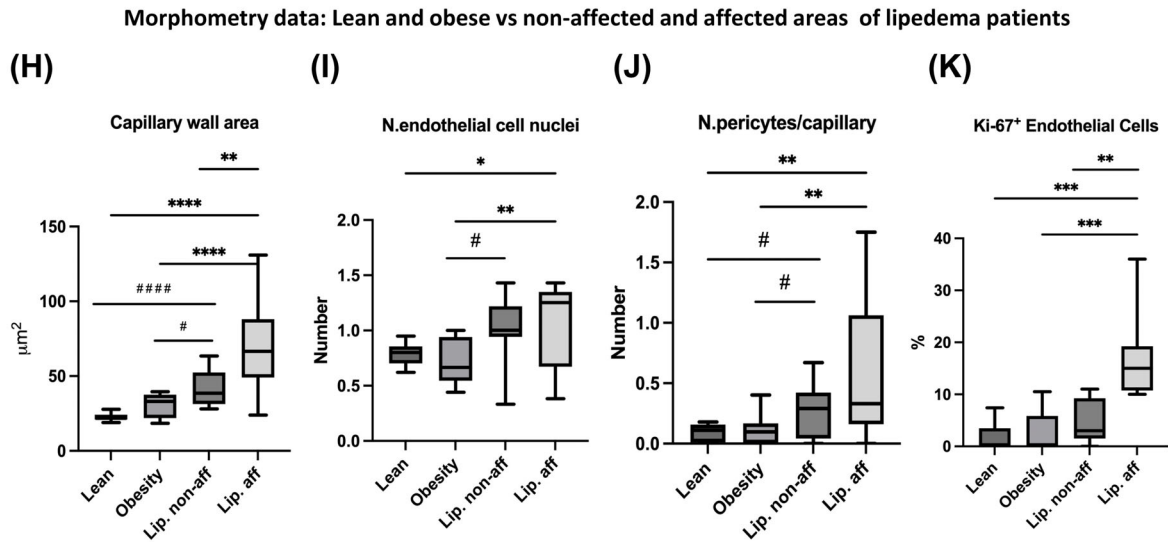 Morphometry data: Lean and obese vs non-affected and affected areas of lipedema patients
(H)
Capillary wall area
**
****
****
####
#
150
100
50
0
μm²
Lean
Obesity
Lip. non-aff
Lip. aff
(I)
N.endothelial cell nuclei
*
**
#
2.0
1.5
1.0
0.5
0.0
Number
Lean
Obesity
Lip. non-aff
Lip. aff
(J)
N.pericytes/capillary
**
**
#
#
2.0
1.5
1.0
0.5
0.0
Number
Lean
Obesity
Lip. non-aff
Lip. aff
(K)
Ki-67⁺ Endothelial Cells
**
***
***
40
30
20
10
0
%
Lean
Obesity
Lip. non-aff
Lip. aff